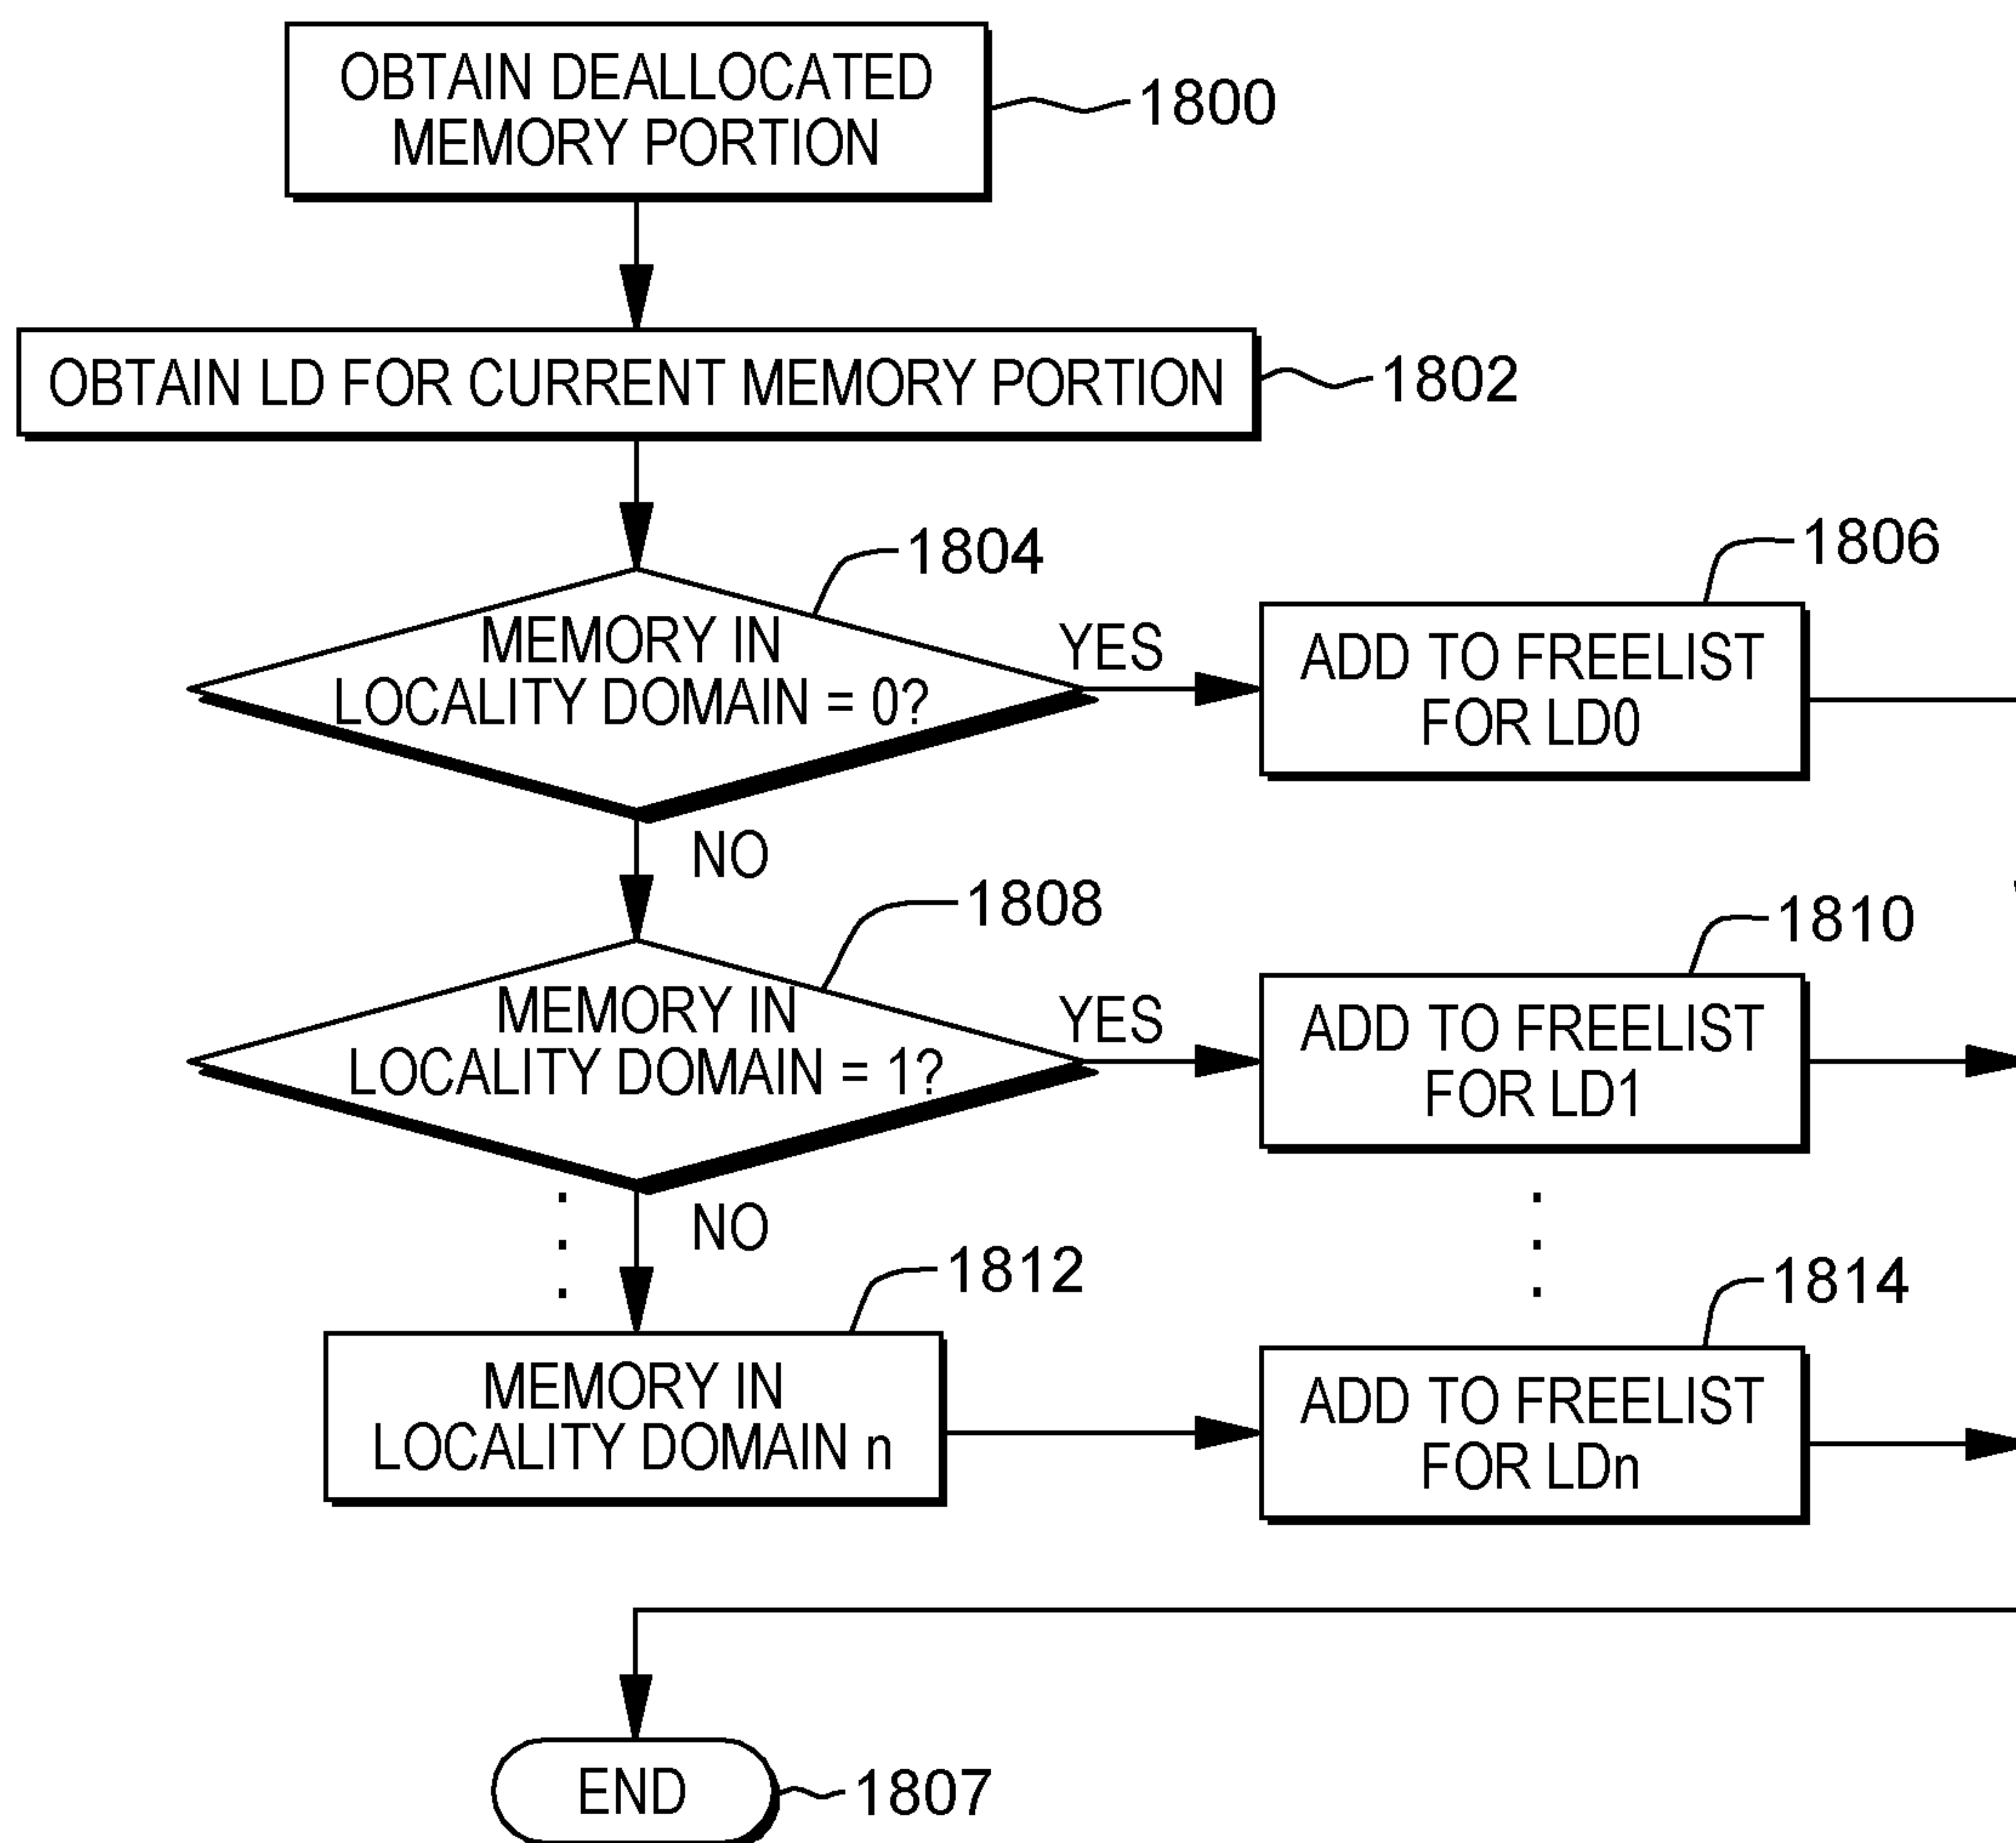 OBTAIN DEALLOCATED
MEMORY PORTION
1800
OBTAIN LD FOR CURRENT MEMORY PORTION
1802
1804
MEMORY IN
LOCALITY DOMAIN = 0?
YES
1806
ADD TO FREELIST
FOR LD0
NO
1808
MEMORY IN
LOCALITY DOMAIN = 1?
YES
1810
ADD TO FREELIST
FOR LD1
NO
1812
MEMORY IN
LOCALITY DOMAIN n
1814
ADD TO FREELIST
FOR LDn
END
1807